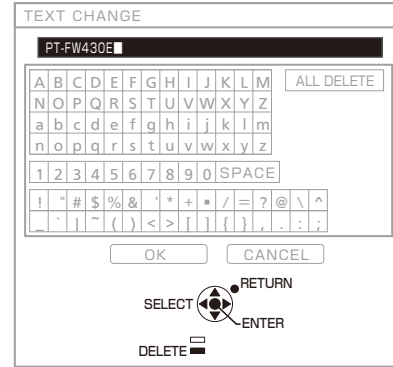 TEXT CHANGE
PT-FW430E
A B C D E F G H I J K L M ALL DELETE
N O P Q R S T U V W X Y Z
a b c d e f g h i j k l m
n o p q r s t u v w x y z
1 2 3 4 5 6 7 8 9 0 SPACE
! “ # $ % & ' * + ▪ / = ? @ \ ^
_ ` | ~ ( ) < > [ ] { } , . : ;
OK CANCEL
RETURN
SELECT
ENTER
DELETE